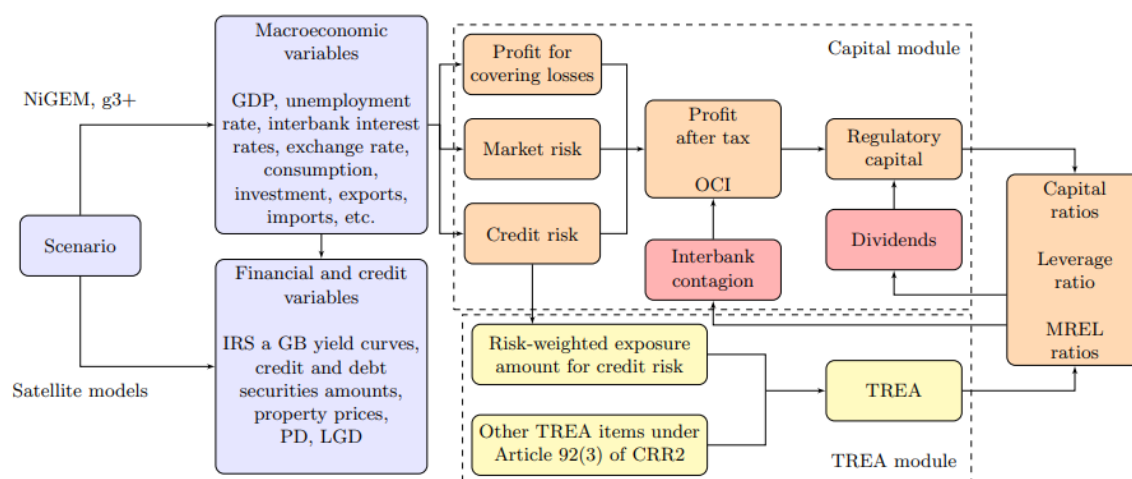 NiGEM, g3+
Scenario
Satellite models
Macroeconomic
variables
GDP, unemployment
rate, interbank interest
rates, exchange rate,
consumption,
investment, exports,
imports, etc.
Financial and credit
variables
IRS a GB yield curves,
credit and debt
securities amounts,
property prices,
PD, LGD
Capital module
Profit for
covering losses
Market risk
Credit risk
Profit
after tax
OCI
Interbank
contagion
Regulatory
capital
Dividends
Capital
ratios
Leverage
ratio
MREL
ratios
Risk-weighted exposure
amount for credit risk
Other TREA items under
Article 92(3) of CRR2
TREA
TREA module